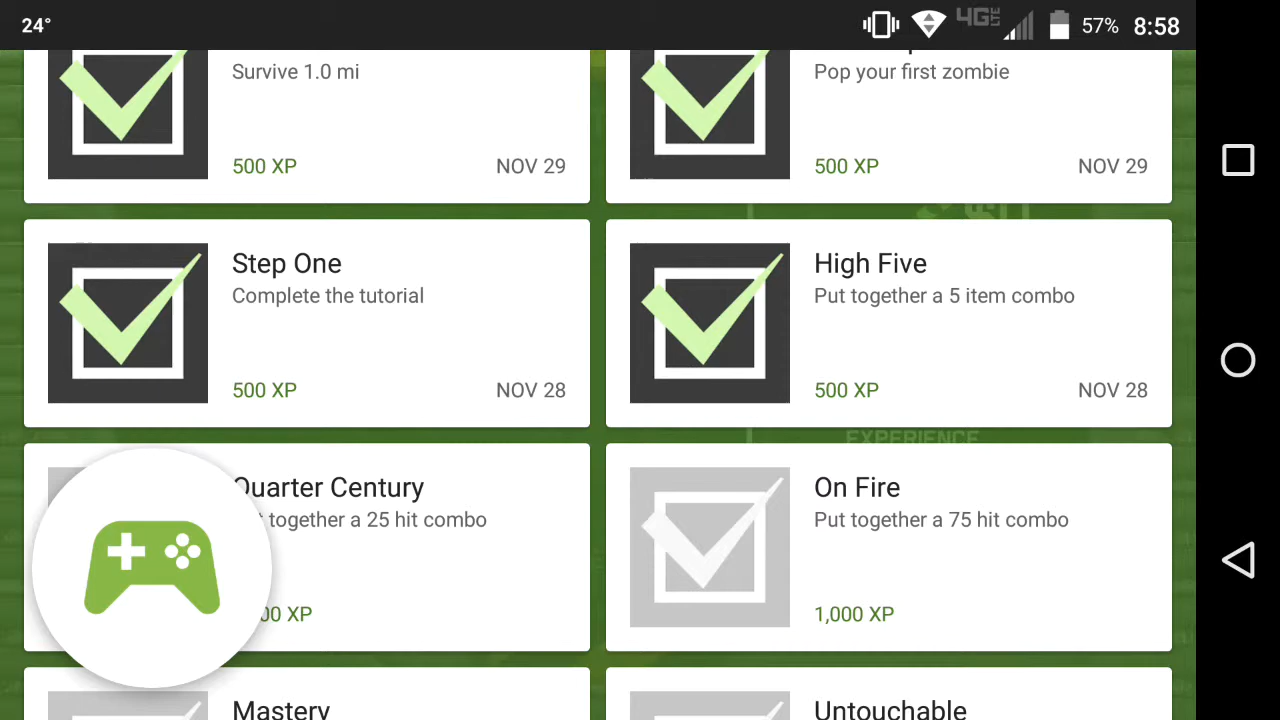 24°
4G LTE
57%
8:58
Survive 1.0 mi
Pop your first zombie
500 XP
NOV 29
500 XP
NOV 29
Step One
High Five
Complete the tutorial
Put together a 5 item combo
500 XP
NOV 28
500 XP
NOV 28
EXPERIENCE
Quarter Century
On Fire
together a 25 hit combo
Put together a 75 hit combo
XP
1,000 XP
Mastery
Untouchable